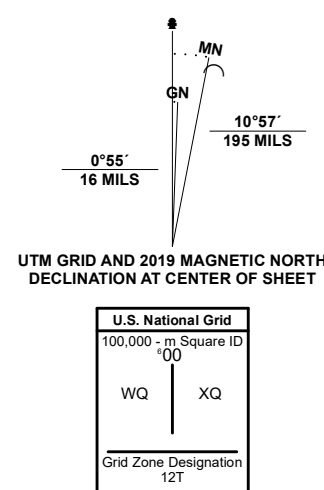 MN
GN
10°57´
195 MILS
0°55´
16 MILS
UTM GRID AND 2019 MAGNETIC NORTH
DECLINATION AT CENTER OF SHEET
U.S. National Grid
100,000 - m Square ID
⁶00
WQ XQ
Grid Zone Designation
12T